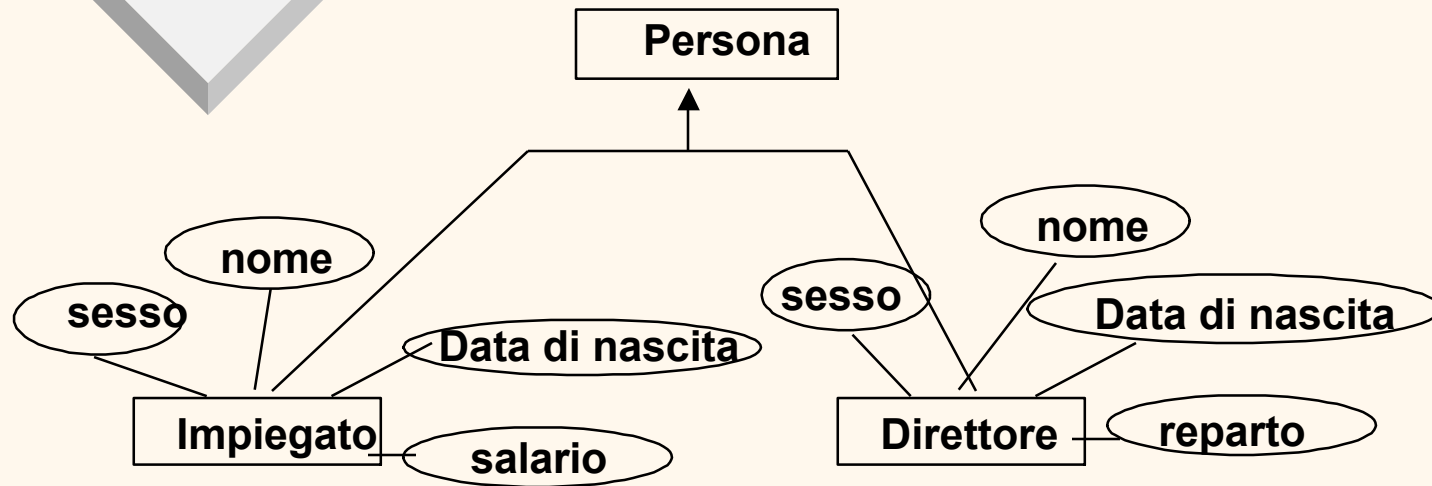 Persona
nome
nome
sesso
sesso
Data di nascita
Data di nascita
Impiegato
salario
Direttore
reparto